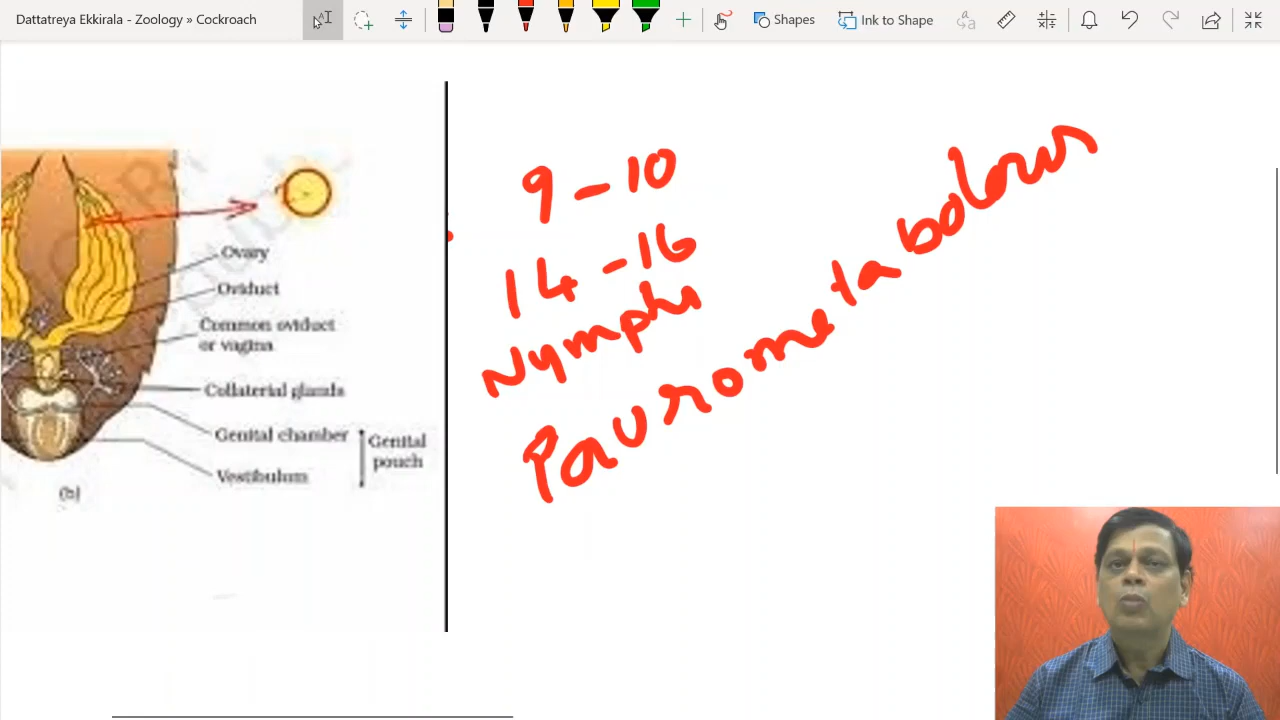 Dattatreya Ekkirala - Zoology » Cockroach
Shapes
Ink to Shape
9 - 10
14 - 16
Nymphs
Paurometabolous
Ovary
Oviduct
Common oviduct
or vagina
Collaterial glands
Genital chamber
Genital
pouch
Vestibulum
(b)